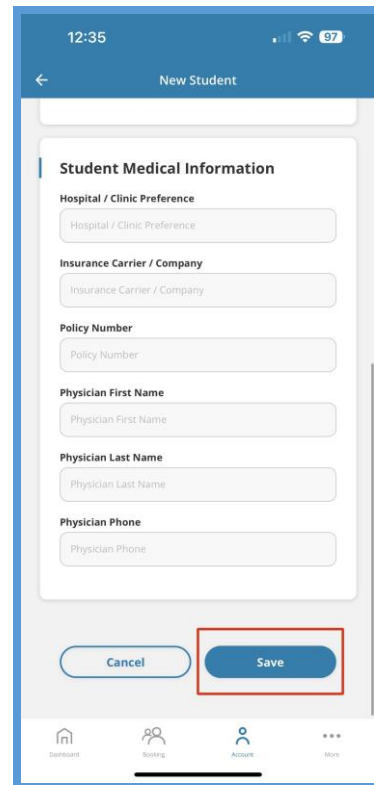 12:35
97
New Student
Student Medical Information
Hospital / Clinic Preference
Hospital / Clinic Preference
Insurance Carrier / Company
Insurance Carrier / Company
Policy Number
Policy Number
Physician First Name
Physician First Name
Physician Last Name
Physician Last Name
Physician Phone
Physician Phone
Cancel Save
Dashboard Booking Account More